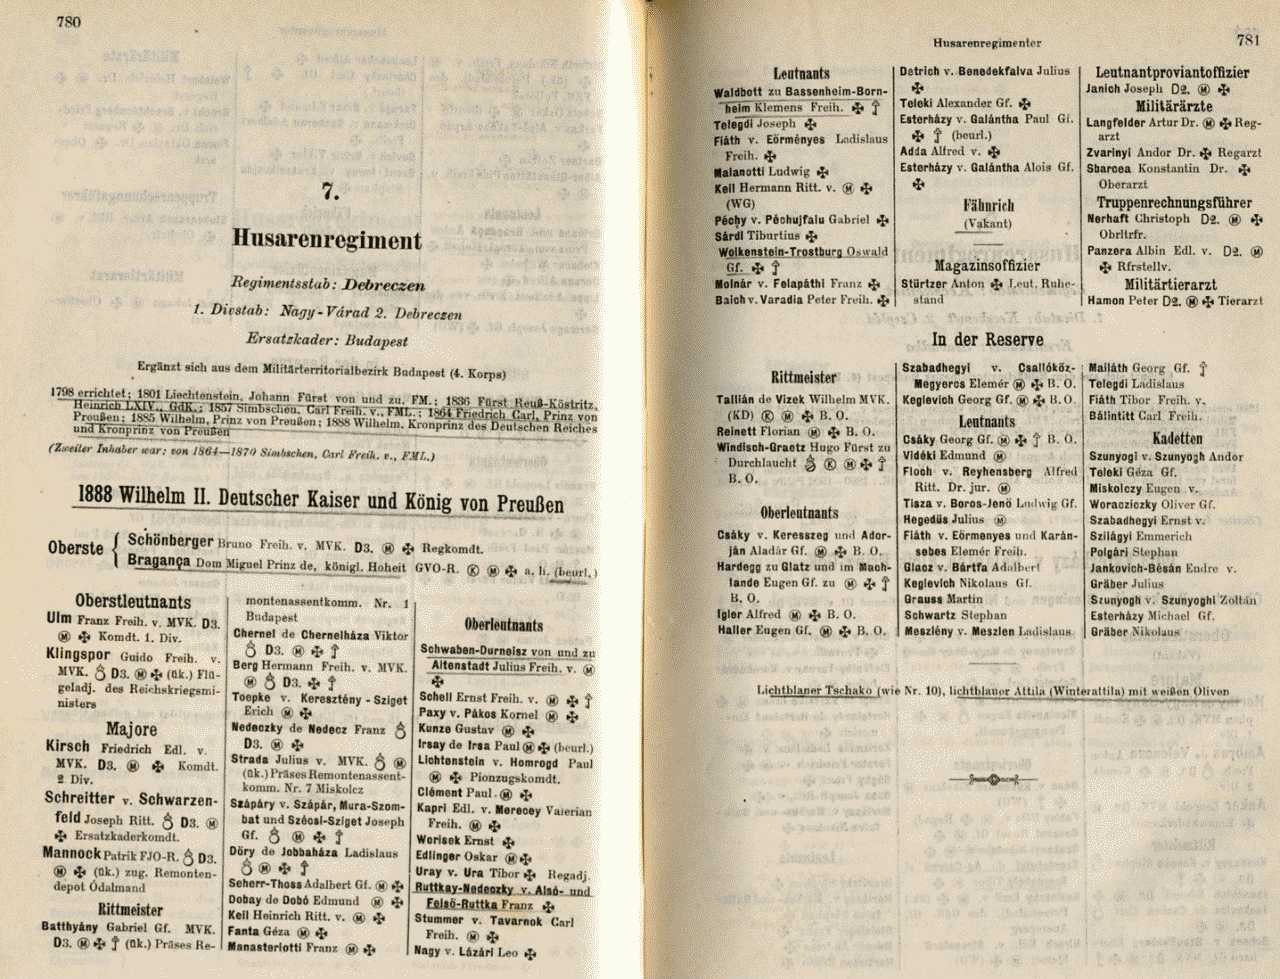 780
7.
Husarenregiment
Regimentsstab: Debreczen
1. Divstab: Nagy-Várad 2. Debreczen
Ersatzkader: Budapest
Ergänzt sich aus dem Militärterritorialbezirk Budapest (4. Korps)
1798 errichtet; 1801 Liechtenstein, Johann Fürst von und zu, FM.; 1836 Fürst Reuß-Köstritz,
Heinrich LXIV., GdK.; 1857 Simbschen, Carl Freih. v., FML.; 1864 Friedrich Carl, Prinz von
Preußen; 1885 Wilhelm, Prinz von Preußen; 1888 Wilhelm, Kronprinz des Deutschen Reiches
und Kronprinz von Preußen
(Zweiter Inhaber war: von 1864—1870 Simbschen, Carl Freih. v., FML.)
1888 Wilhelm II. Deutscher Kaiser und König von Preußen
Oberste
Schönberger Bruno Freih. v. MVK. D3. Ⓜ ✠ Regkomdt.
Bragança Dom Miguel Prinz de, königl. Hoheit GVO-R. Ⓚ Ⓜ ✠ a. h. (beurl.)
Oberstleutnants
Ulm Franz Freih. v. MVK. D3.
Ⓜ ✠ Komdt. 1. Div.
Klingspor Guido Freih. v.
MVK. D3. Ⓜ ✠ (ük.) Flü-
geladj. des Reichskriegsmi-
nisters
Majore
Kirsch Friedrich Edl. v.
MVK. D3. Ⓜ ✠ Komdt.
2. Div.
Schreitter v. Schwarzen-
feld Joseph Ritt. D3. Ⓜ
✠ Ersatzkaderkomdt.
Mannock Patrik FJO-R. D3.
Ⓜ ✠ (ük.) zug. Remonten-
depot Ódalmand
Rittmeister
Batthyány Gabriel Gf. MVK.
D3. Ⓜ ✠ † (ük.) Präses Re-
montenassentkomm. Nr. 1
Budapest
Chernel de Chernelháza Viktor
D3. Ⓜ ✠ †
Berg Hermann Freih. v. MVK.
Ⓜ D3. ✠ †
Toepke v. Keresztény-Sziget
Erich Ⓜ ✠
Nedeczky de Nedecz Franz
D3. Ⓜ ✠
Strada Julius v. MVK. Ⓜ
(ük.) Präses Remontenassent-
komm. Nr. 7 Miskolcz
Szápáry v. Szápár, Mura-Szom-
bat und Szécsi-Sziget Joseph
Gf. Ⓜ ✠ †
Döry de Jobbaháza Ladislaus
Ⓜ ✠ †
Seherr-Thoss Adalbert Gf. Ⓜ ✠
Dobay de Dobó Edmund Ⓜ ✠
Keil Heinrich Ritt. v. Ⓜ ✠
Fanta Géza Ⓜ ✠
Manasteriotti Franz Ⓜ ✠
Oberleutnants
Schwaben-Durneisz von und zu
Altenstadt Julius Freih. v. Ⓜ
✠
Schell Ernst Freih. v. Ⓜ ✠ †
Paxy v. Pákos Kornel Ⓜ ✠
Kunze Gustav Ⓜ ✠
Irsay de Irsa Paul Ⓜ ✠ (beurl.)
Lichtenstein v. Homrogd Paul
Ⓜ ✠ Pionzugskomdt.
Clément Paul Ⓜ ✠
Kapri Edl. v. Merecey Valerian
Freih. Ⓜ ✠
Worisek Ernst ✠
Edlinger Oskar Ⓜ ✠
Uray v. Ura Tibor ✠ Regadj.
Ruttkay-Nedeczky v. Alsó- und
Felsö-Ruttka Franz ✠
Stummer v. Tavarnok Carl
Freih. Ⓜ ✠
Nagy v. Lázári Leo ✠
Husarenregimenter
781
Leutnants
Waldbott zu Bassenheim-Born-
heim Klemens Freih. ✠ †
Telegdi Joseph ✠
Fiáth v. Eörményes Ladislaus
Freih. ✠
Malanotti Ludwig ✠
Keil Hermann Ritt. v. Ⓜ ✠
(WG)
Péchy v. Péchujfalu Gabriel ✠
Sárdi Tiburtius ✠
Wolkenstein-Trostburg Oswald
Gf. ✠ †
Molnár v. Felapáthi Franz ✠
Baich v. Varadia Peter Freih. ✠
Detrich v. Benedekfalva Julius
✠
Teleki Alexander Gf. ✠
Esterházy v. Galántha Paul Gf.
✠ † (beurl.)
Adda Alfred v. ✠
Esterházy v. Galántha Alois Gf.
✠
Fähnrich
(Vakant)
Magazinsoffizier
Stürtzer Anton ✠ Leut. Ruhe-
stand
Leutnantproviantoffizier
Janich Joseph D2. Ⓜ ✠
Militärärzte
Langfelder Artur Dr. Ⓜ ✠ Reg-
arzt
Zvarinyi Andor Dr. ✠ Regarzt
Sbarcea Konstantin Dr. ✠
Oberarzt
Truppenrechnungsführer
Nerhaft Christoph D2. Ⓜ ✠
Obrltrfr.
Panzera Albin Edl. v. D2. Ⓜ
✠ Rfrstellv.
Militärtierarzt
Hamon Peter D2. Ⓜ ✠ Tierarzt
In der Reserve
Rittmeister
Tallián de Vizek Wilhelm MVK.
(KD) Ⓚ Ⓜ ✠ B. O.
Reinett Florian Ⓜ ✠ B. O.
Windisch-Graetz Hugo Fürst zu
Durchlaucht Ⓚ Ⓜ ✠ †
B. O.
Oberleutnants
Csáky v. Keresszeg und Ador-
ján Aladár Gf. Ⓜ ✠ B. O.
Hardegg zu Glatz und im Mach-
lande Eugen Gf. zu Ⓜ ✠ †
B. O.
Igler Alfred Ⓜ ✠ B. O.
Haller Eugen Gf. Ⓜ ✠ B. O.
Szabadhegyi v. Csallóköz-
Megyeros Elemér Ⓜ ✠ B. O.
Keglevich Georg Gf. Ⓜ ✠ B. O.
Leutnants
Csáky Georg Gf. Ⓜ ✠ † B. O.
Vidéki Edmund Ⓜ
Floch v. Reyhensberg Alfred
Ritt. Dr. jur. Ⓜ
Tisza v. Boros-Jenö Ludwig Gf.
Hegedüs Julius Ⓜ
Fiáth v. Eörményes und Karán-
sebes Elemér Freih.
Glacz v. Bártfa Adalbert
Keglevich Nikolaus Gf.
Grauss Martin
Schwartz Stephan
Meszlény v. Meszlen Ladislaus
Mailáth Georg Gf. †
Telegdi Ladislaus
Fiáth Tibor Freih. v.
Bálintitt Carl Freih.
Kadetten
Szunyogi v. Szunyogh Andor
Teleki Géza Gf.
Miskolczy Eugen v.
Woracziczky Oliver Gf.
Szabadhegyi Ernst v.
Szilágyi Emmerich
Polgári Stephan
Jankovich-Bésán Endre v.
Gräber Julius
Szunyogh v. Szunyoghi Zoltán
Esterházy Michael Gf.
Gräber Nikolaus
Lichtblauer Tschako (wie Nr. 10), lichtblauer Attila (Winterattila) mit weißen Oliven